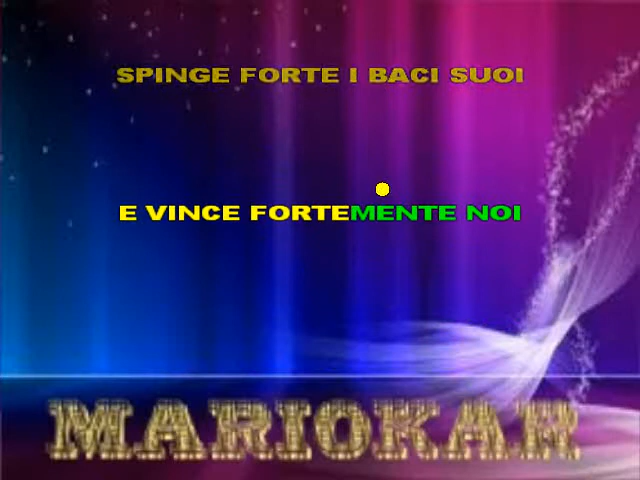 SPINGE FORTE I BACI SUOI
E VINCE FORTEMENTE NOI
MARIOKAR